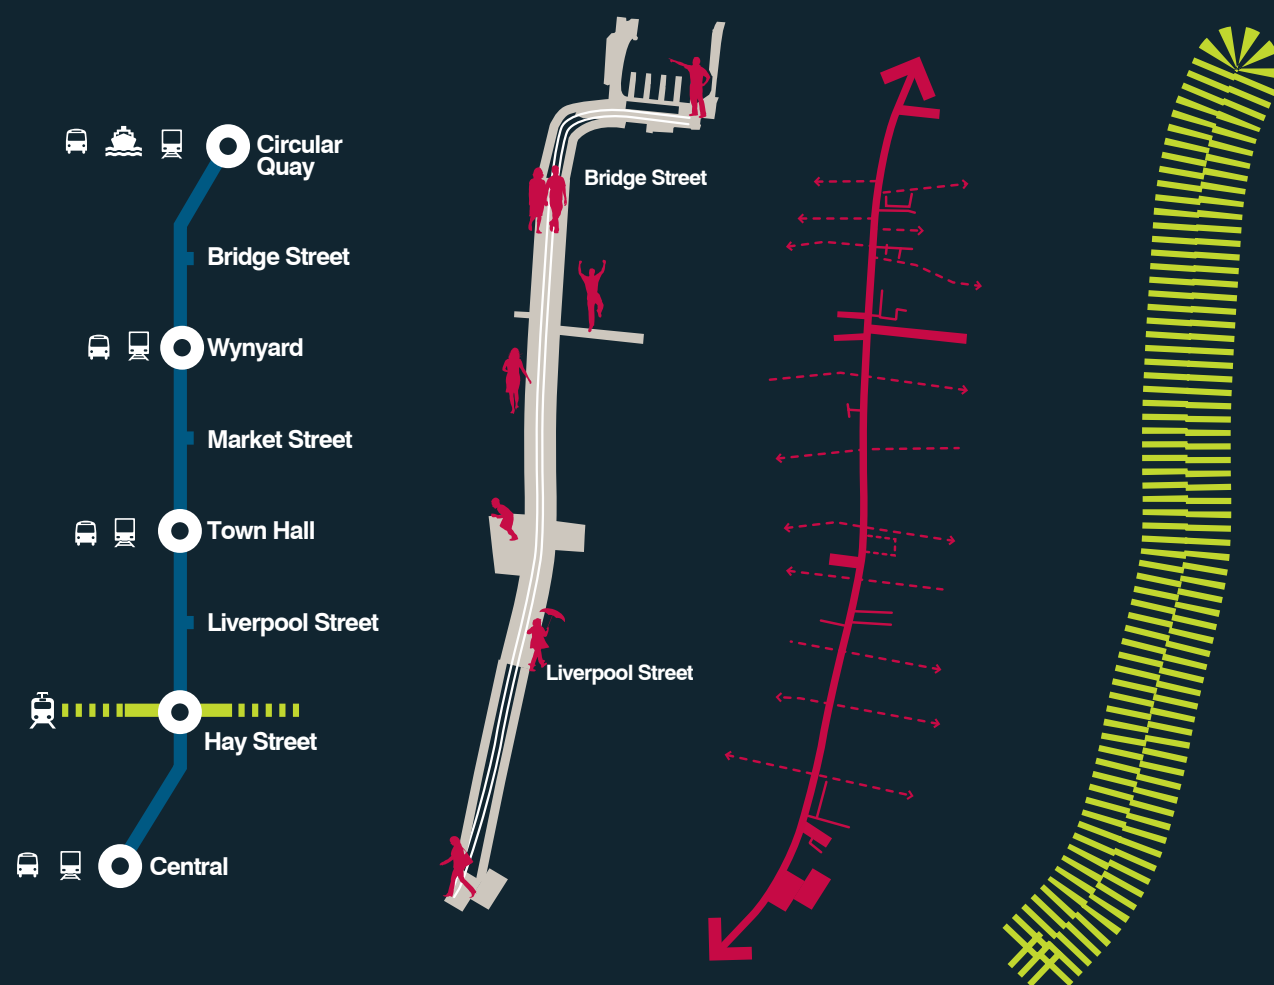 Circular
Quay
Bridge Street
Wynyard
Market Street
Town Hall
Liverpool Street
Hay Street
Central
Bridge Street
Liverpool Street